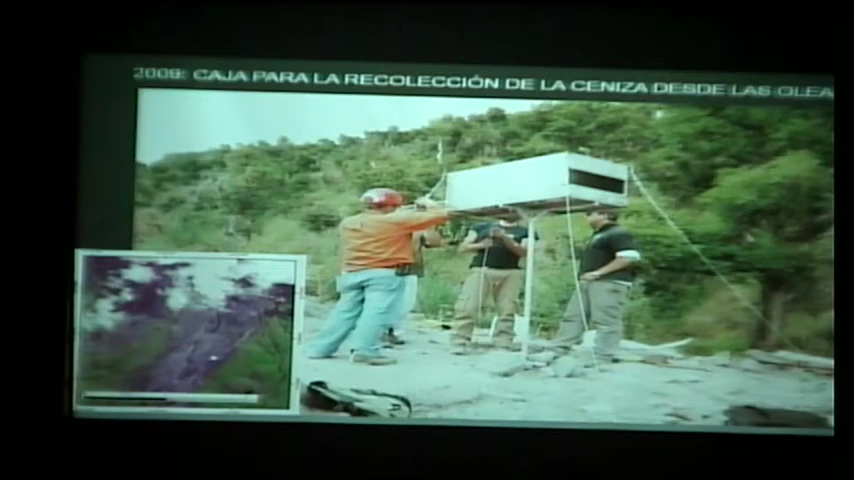 2009: CAJA PARA LA RECOLECCIÓN DE LA CENIZA DESDE LAS OLEA